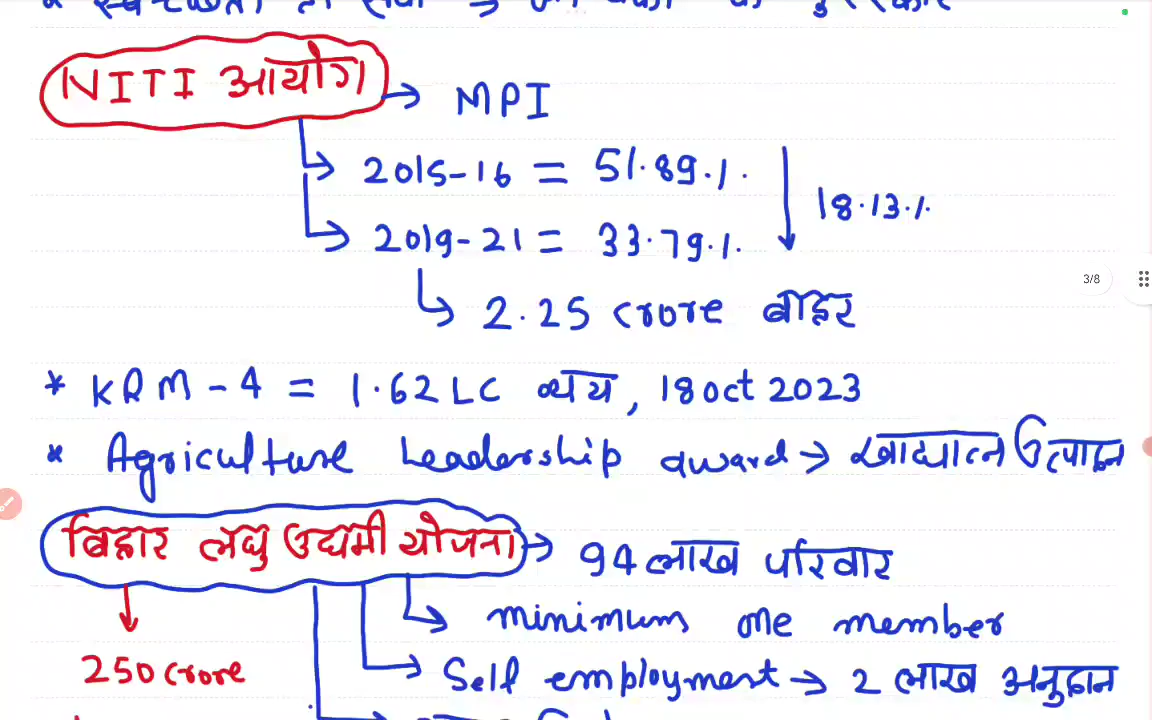 NITI आयोग → MPI
→ 2015-16 = 51.89%.
18.13%
→ 2019-21 = 33.79%.
→ 2.25 crore बाहर
3/8
* KRM - 4 = 1.62 LC व्यय, 18 Oct 2023
* Agriculture Leadership award → खाद्यान्न उत्पादन
बिहार लघु उद्यमी योजना → 94 लाख परिवार
→ minimum one member
250 crore
→ Self employment → 2 लाख अनुदान